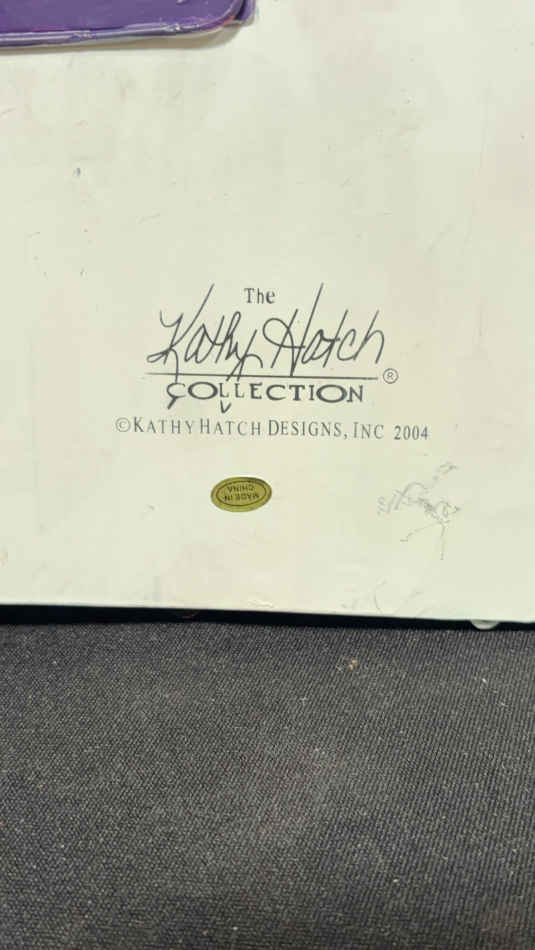 The
Kathy Hatch
COLLECTION ®
©KATHY HATCH DESIGNS, INC 2004
MADE IN
CHINA